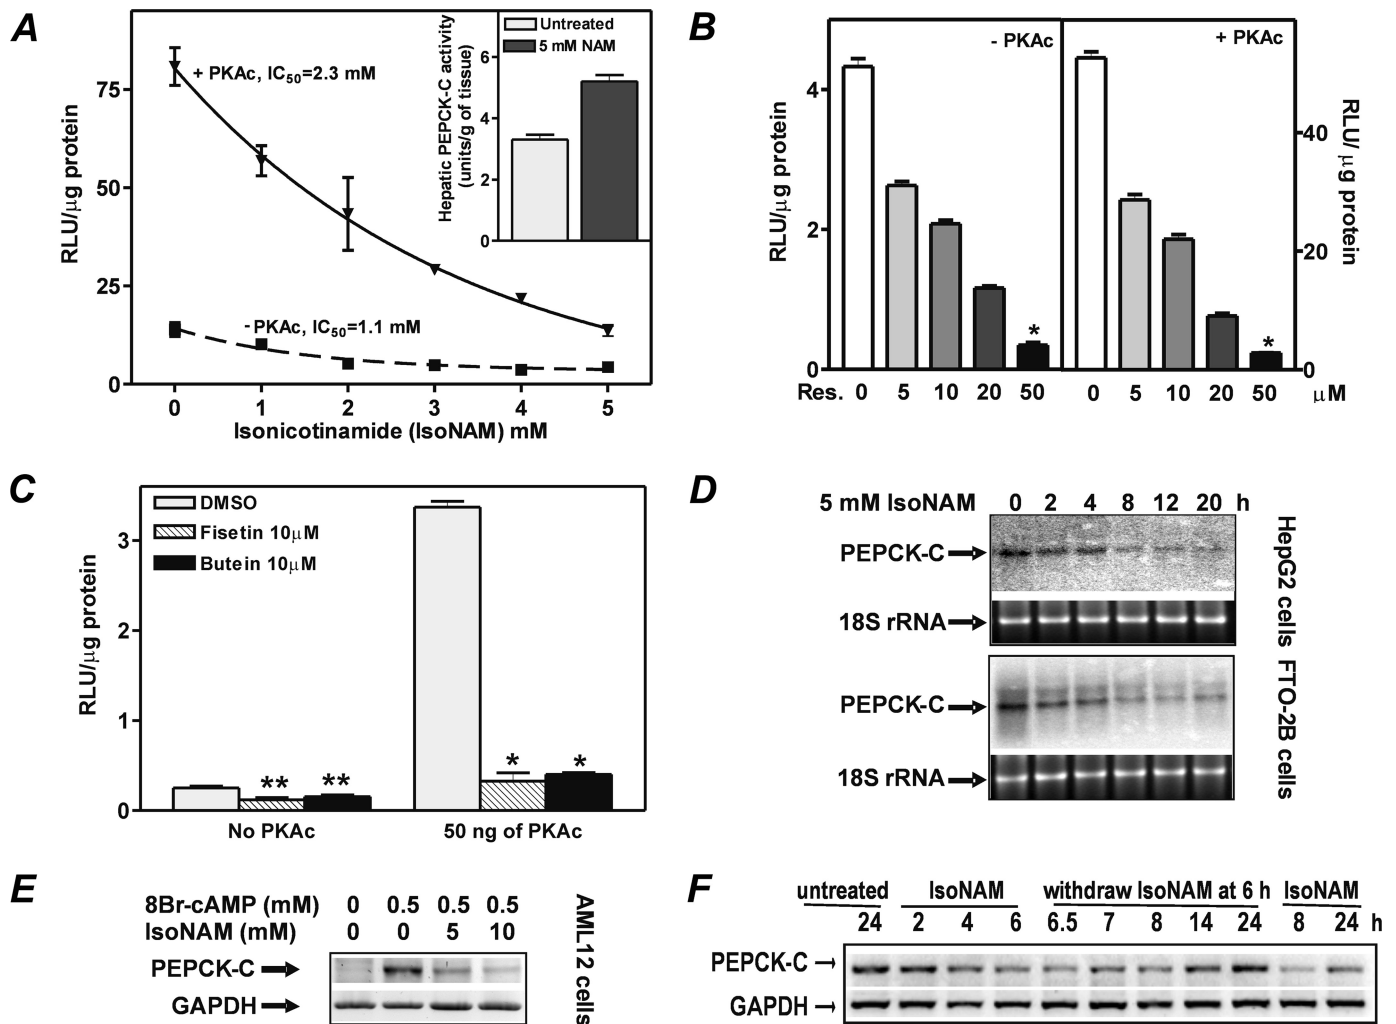 A
RLU/μg protein
75
50
25
0
+ PKAc, IC50=2.3 mM
- PKAc, IC50=1.1 mM
0 1 2 3 4 5
Isonicotinamide (IsoNAM) mM
Hepatic PEPCK-C activity
(units/g of tissue)
6
4
2
0
Untreated
5 mM NAM
B
RLU/μg protein
4
2
0
- PKAc
+ PKAc
*
*
40
20
0
RLU/ μg protein
Res. 0 5 10 20 50 0 5 10 20 50 μM
C
RLU/μg protein
3
2
1
0
DMSO
Fisetin 10μM
Butein 10μM
** ** * *
No PKAc 50 ng of PKAc
D
5 mM IsoNAM 0 2 4 8 12 20 h
PEPCK-C
18S rRNA
HepG2 cells
PEPCK-C
18S rRNA
FTO-2B cells
E
8Br-cAMP (mM) 0 0.5 0.5 0.5
IsoNAM (mM) 0 0 5 10
PEPCK-C
GAPDH
AML12 cells
F
untreated IsoNAM withdraw IsoNAM at 6 h IsoNAM
24 2 4 6 6.5 7 8 14 24 8 24 h
PEPCK-C
GAPDH